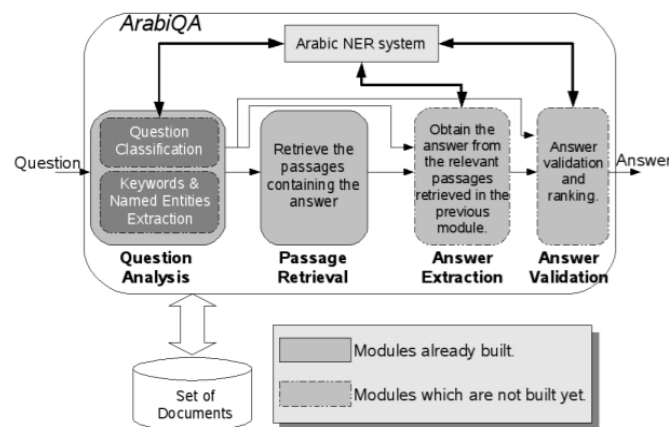 ArabiQA
Arabic NER system
Question
Question
Classification
Keywords &
Named Entities
Extraction
Retrieve the
passages
containing the
answer
Obtain the
answer from
the relevant
passages
retrieved in the
previous
module.
Answer
validation
and
ranking.
Answer
Question
Analysis
Passage
Retrieval
Answer
Extraction
Answer
Validation
Set of
Documents
Modules already built.
Modules which are not built yet.